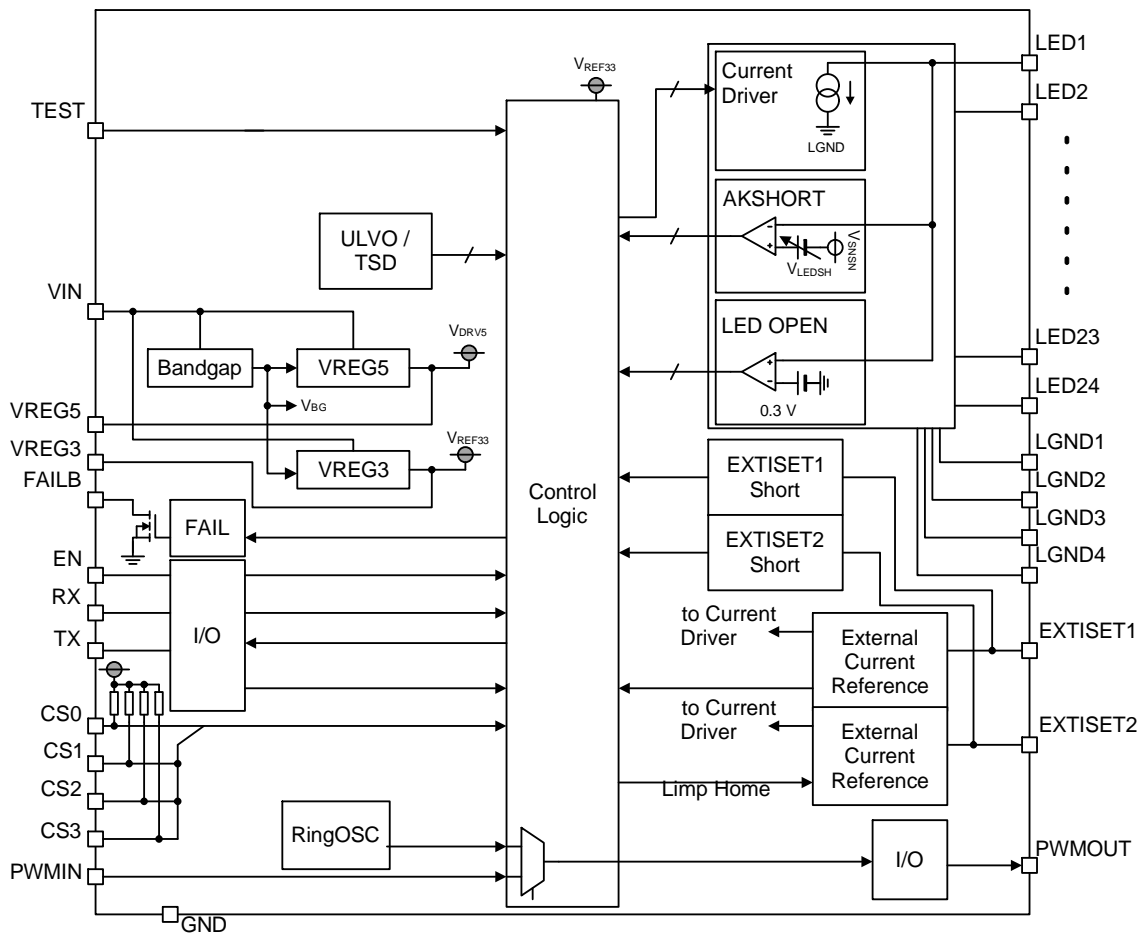 TEST
VIN
VREG5
VREG3
FAILB
EN
RX
TX
CS0
CS1
CS2
CS3
PWMIN
GND
ULVO /
TSD
Bandgap
VREG5
VDRV5
VBG
VREG3
VREF33
FAIL
I/O
RingOSC
VREF33
Control
Logic
Current
Driver
LGND
AKSHORT
VLEDSH
VSNSN
LED OPEN
0.3 V
EXTISET1
Short
EXTISET2
Short
to Current
Driver
External
Current
Reference
to Current
Driver
External
Current
Reference
Limp Home
I/O
LED1
LED2
LED23
LED24
LGND1
LGND2
LGND3
LGND4
EXTISET1
EXTISET2
PWMOUT